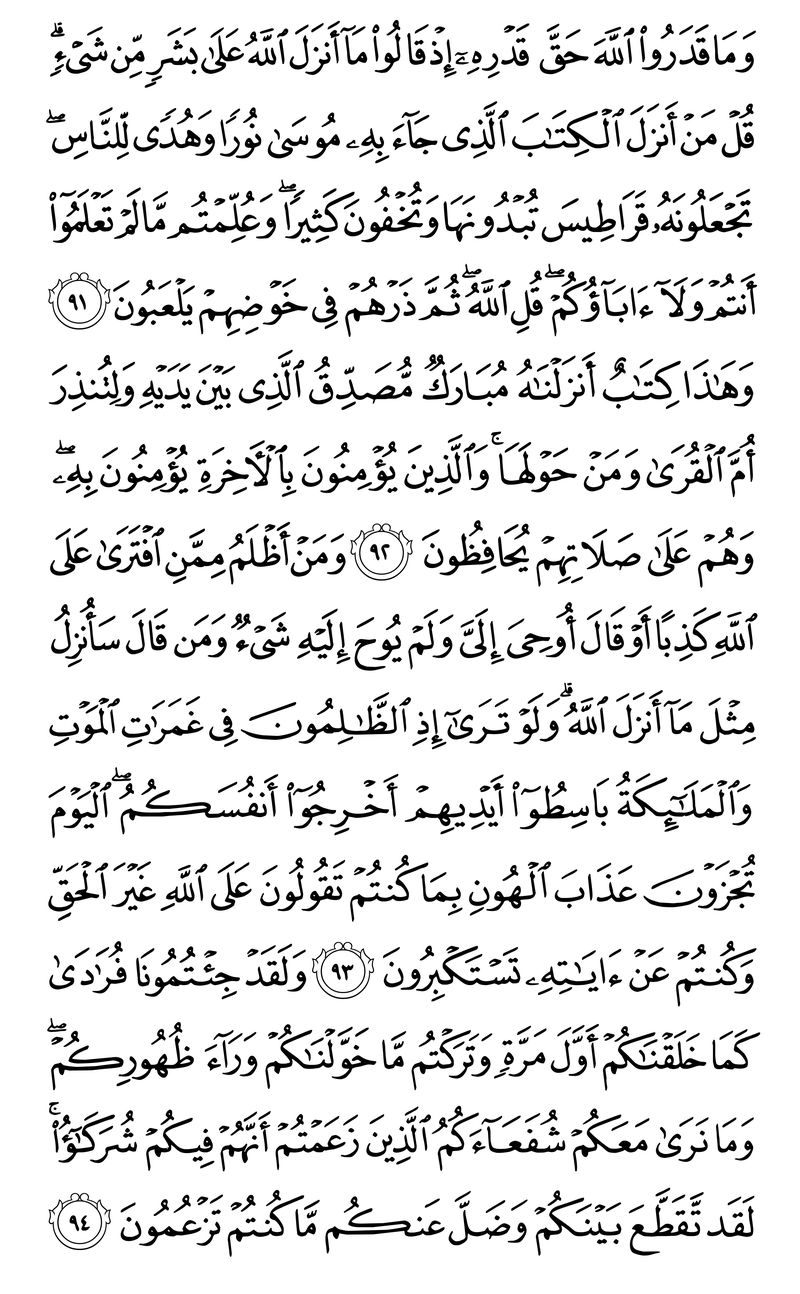 وَمَا قَدَرُوا۟ ٱللَّهَ حَقَّ قَدْرِهِۦٓ إِذْ قَالُوا۟ مَآ أَنزَلَ ٱللَّهُ عَلَىٰ بَشَرٍۢ مِّن شَىْءٍۢ ۗ
قُلْ مَنْ أَنزَلَ ٱلْكِتَـٰبَ ٱلَّذِى جَآءَ بِهِۦ مُوسَىٰ نُورًۭا وَهُدًۭى لِّلنَّاسِ ۖ
تَجْعَلُونَهُۥ قَرَاطِيسَ تُبْدُونَهَا وَتُخْفُونَ كَثِيرًۭا ۖ وَعُلِّمْتُم مَّا لَمْ تَعْلَمُوٓا۟
أَنتُمْ وَلَآ ءَابَآؤُكُمْ ۖ قُلِ ٱللَّهُ ۖ ثُمَّ ذَرْهُمْ فِى خَوْضِهِمْ يَلْعَبُونَ ٩١
وَهَـٰذَا كِتَـٰبٌ أَنزَلْنَـٰهُ مُبَارَكٌۭ مُّصَدِّقُ ٱلَّذِى بَيْنَ يَدَيْهِ وَلِتُنذِرَ
أُمَّ ٱلْقُرَىٰ وَمَنْ حَوْلَهَا ۚ وَٱلَّذِينَ يُؤْمِنُونَ بِٱلْـَٔاخِرَةِ يُؤْمِنُونَ بِهِۦ ۖ
وَهُمْ عَلَىٰ صَلَاتِهِمْ يُحَافِظُونَ ٩٢ وَمَنْ أَظْلَمُ مِمَّنِ ٱفْتَرَىٰ عَلَى
ٱللَّهِ كَذِبًا أَوْ قَالَ أُوحِىَ إِلَىَّ وَلَمْ يُوحَ إِلَيْهِ شَىْءٌۭ وَمَن قَالَ سَأُنزِلُ
مِثْلَ مَآ أَنزَلَ ٱللَّهُ ۗ وَلَوْ تَرَىٰٓ إِذِ ٱلظَّـٰلِمُونَ فِى غَمَرَٰتِ ٱلْمَوْتِ
وَٱلْمَلَـٰٓئِكَةُ بَاسِطُوٓا۟ أَيْدِيهِمْ أَخْرِجُوٓا۟ أَنفُسَكُمُ ۖ ٱلْيَوْمَ
تُجْزَوْنَ عَذَابَ ٱلْهُونِ بِمَا كُنتُمْ تَقُولُونَ عَلَى ٱللَّهِ غَيْرَ ٱلْحَقِّ
وَكُنتُمْ عَنْ ءَايَـٰتِهِۦ تَسْتَكْبِرُونَ ٩٣ وَلَقَدْ جِئْتُمُونَا فُرَٰدَىٰ
كَمَا خَلَقْنَـٰكُمْ أَوَّلَ مَرَّةٍۢ وَتَرَكْتُم مَّا خَوَّلْنَـٰكُمْ وَرَآءَ ظُهُورِكُمْ ۖ
وَمَا نَرَىٰ مَعَكُمْ شُفَعَآءَكُمُ ٱلَّذِينَ زَعَمْتُمْ أَنَّهُمْ فِيكُمْ شُرَكَـٰٓؤُا۟ ۚ
لَقَد تَّقَطَّعَ بَيْنَكُمْ وَضَلَّ عَنكُم مَّا كُنتُمْ تَزْعُمُونَ ٩٤